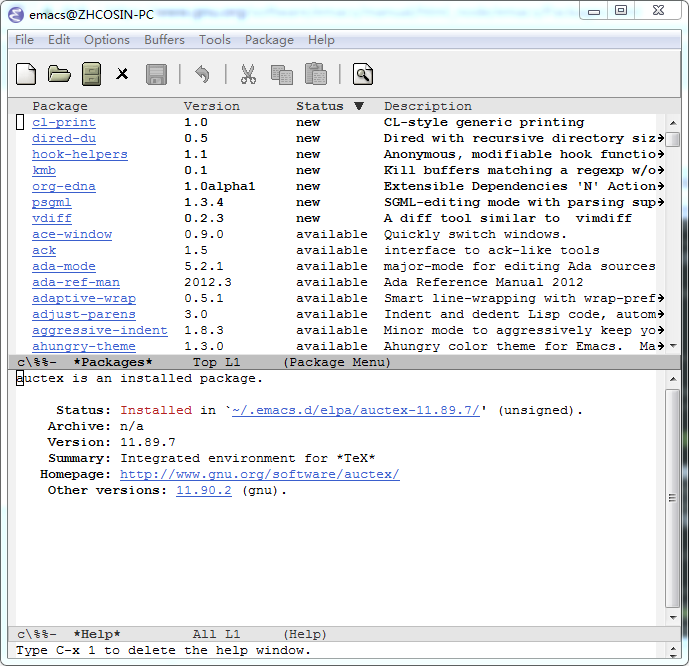 emacs@ZHCOSIN-PC
File Edit Options Buffers Tools Package Help
Package Version Status ▼ Description
cl-print 1.0 new CL-style generic printing
dired-du 0.5 new Dired with recursive directory siz→
hook-helpers 1.1 new Anonymous, modifiable hook functio→
kmb 0.1 new Kill buffers matching a regexp w/o→
org-edna 1.0alpha1 new Extensible Dependencies 'N' Action→
psgml 1.3.4 new SGML-editing mode with parsing sup→
vdiff 0.2.3 new A diff tool similar to  vimdiff
ace-window 0.9.0 available Quickly switch windows.
ack 1.5 available interface to ack-like tools
ada-mode 5.2.1 available major-mode for editing Ada sources
ada-ref-man 2012.3 available Ada Reference Manual 2012
adaptive-wrap 0.5.1 available Smart line-wrapping with wrap-pref→
adjust-parens 3.0 available Indent and dedent Lisp code, autom→
aggressive-indent 1.8.3 available Minor mode to aggressively keep yo→
ahungry-theme 1.3.0 available Ahungry color theme for Emacs.  Ma→
c\%%- *Packages* Top L1 (Package Menu)
auctex is an installed package.
Status: Installed in `~/.emacs.d/elpa/auctex-11.89.7/' (unsigned).
Archive: n/a
Version: 11.89.7
Summary: Integrated environment for *TeX*
Homepage: http://www.gnu.org/software/auctex/
Other versions: 11.90.2 (gnu).
c\%%- *Help* All L1 (Help)
Type C-x 1 to delete the help window.